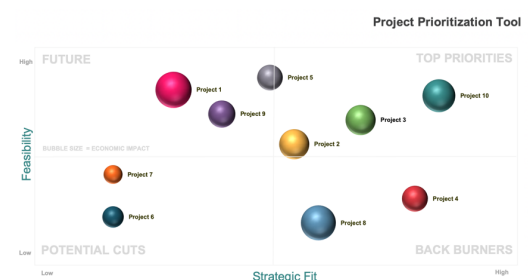 Project Prioritization Tool
High
FUTURE
TOP PRIORITIES
Project 5
Project 1
Project 10
Project 9
Project 3
Project 2
BUBBLE SIZE = ECONOMIC IMPACT
Feasibility
Project 7
Project 4
Project 6
Project 8
POTENTIAL CUTS
BACK BURNERS
Low
Low
High
Strategic Fit